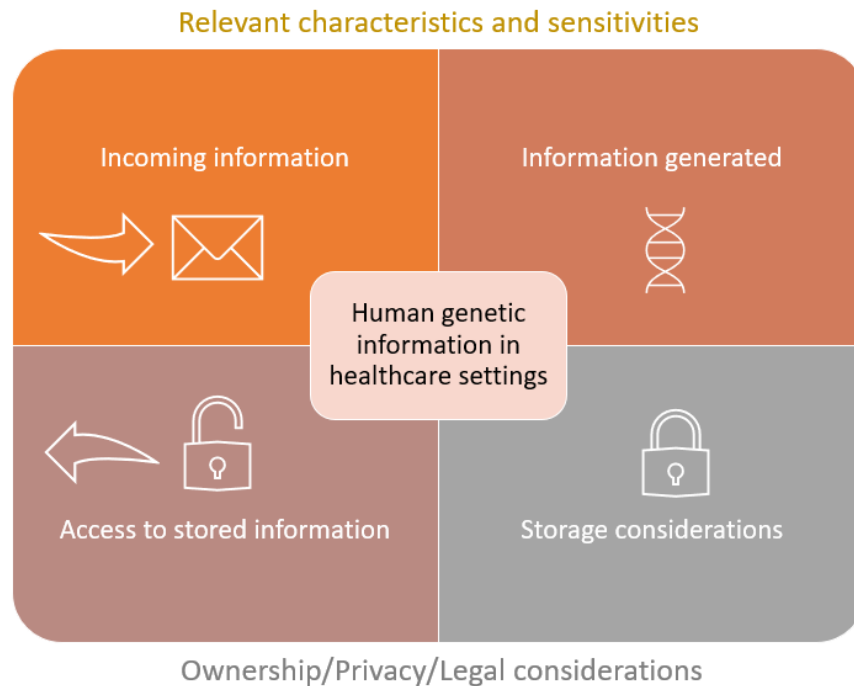 Relevant characteristics and sensitivities
Incoming information
Information generated
Human genetic
information in
healthcare settings
Access to stored information
Storage considerations
Ownership/Privacy/Legal considerations